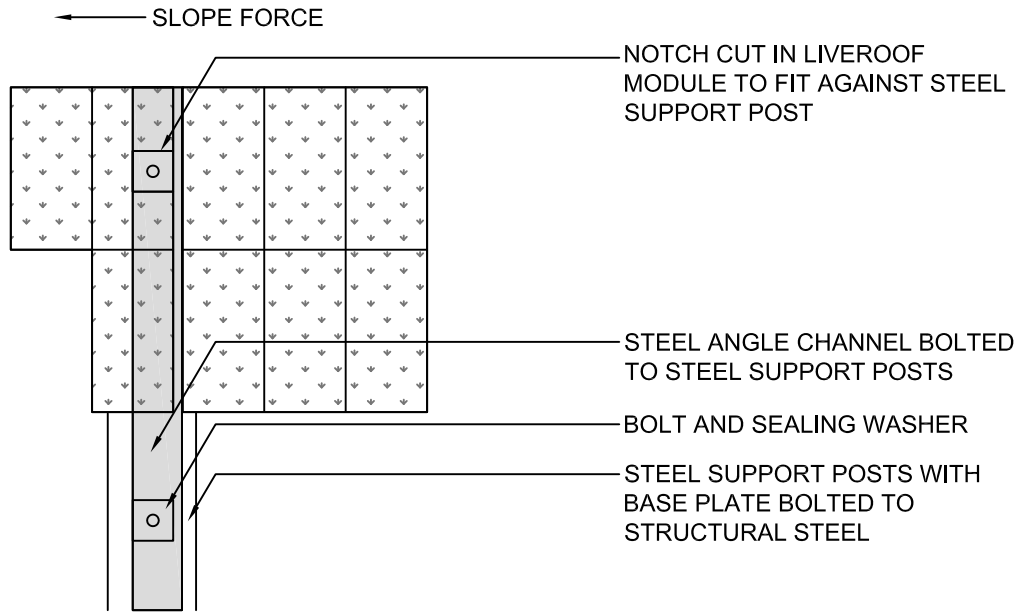 SLOPE FORCE
NOTCH CUT IN LIVEROOF
MODULE TO FIT AGAINST STEEL
SUPPORT POST
STEEL ANGLE CHANNEL BOLTED
TO STEEL SUPPORT POSTS
BOLT AND SEALING WASHER
STEEL SUPPORT POSTS WITH
BASE PLATE BOLTED TO
STRUCTURAL STEEL